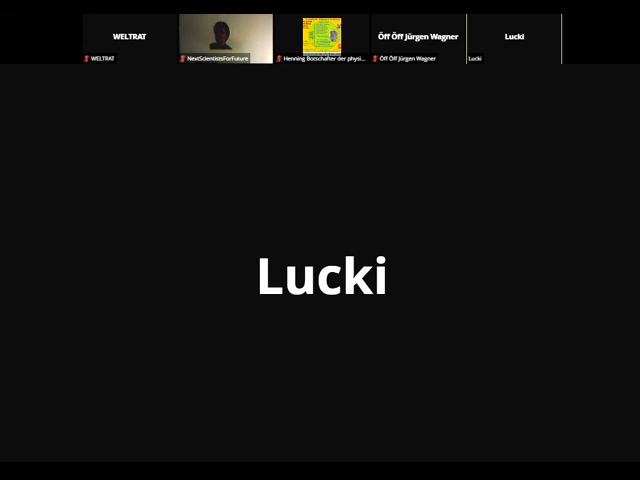 WELTRAT
Öff Öff Jürgen Wagner
Lucki
WELTRAT
NextScientistsForFuture
Henning Botschafter der physi...
Öff Öff Jürgen Wagner
Lucki
Lucki